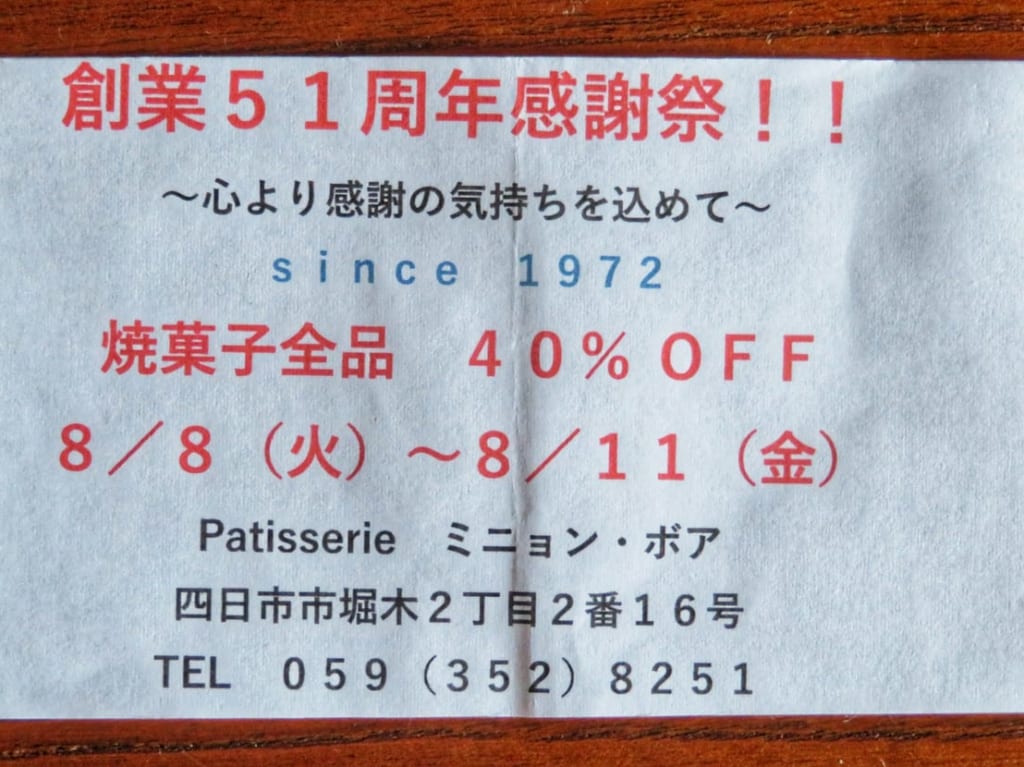 創業５１周年感謝祭！！
～心より感謝の気持ちを込めて～
ｓｉｎｃｅ　１９７２
焼菓子全品　４０％ＯＦＦ
８／８（火）～８／１１（金）
Patisserie　ミニョン・ボア
四日市市堀木２丁目２番１６号
TEL　０５９（３５２）８２５１